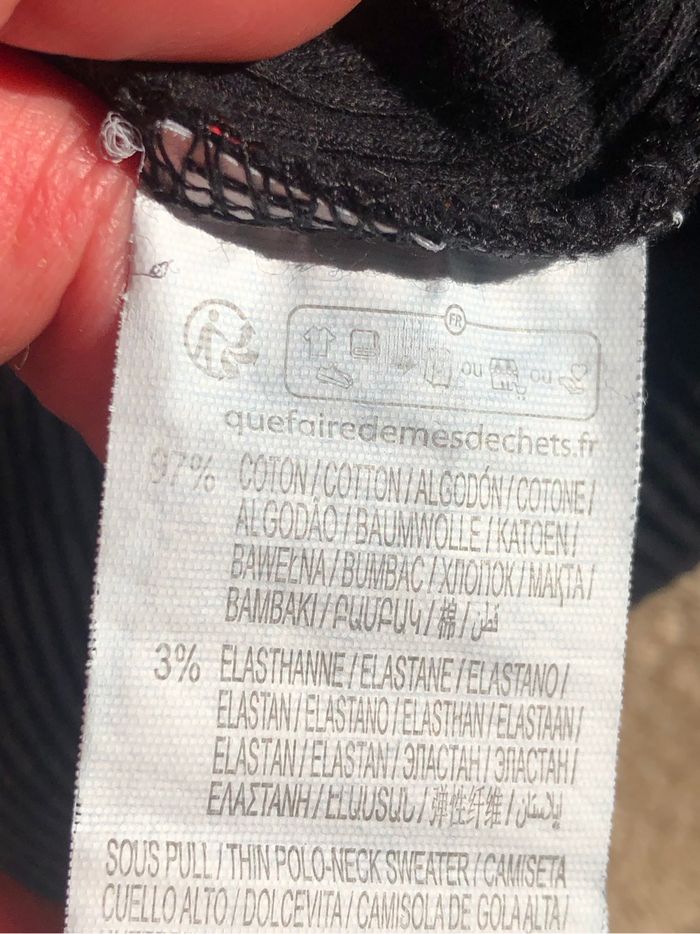 FR
ou ou
quefairedemesdechets.fr
97% COTON / COTTON / ALGODÓN / COTONE /
ALGODÃO / BAUMWOLLE / KATOEN /
BAWEŁNA / BUMBAC / ХЛОПОК / МАҚТА /
ΒΑΜΒΑΚΙ / ԲԱՄԲԱԿ / 棉 / قطن
3% ELASTHANNE / ELASTANE / ELASTANO /
ELASTAN / ELASTANO / ELASTHAN / ELASTAAN /
ELASTAN / ELASTAN / ЭЛАСТАН / ЭЛАСТАН /
ΕΛΑΣΤΑΝΗ / ԷԼԱՍՏԱՆ / 弹性纤维 /
SOUS PULL / THIN POLO-NECK SWEATER / CAMISETA
CUELLO ALTO / DOLCEVITA / CAMISOLA DE GOLA ALTA /